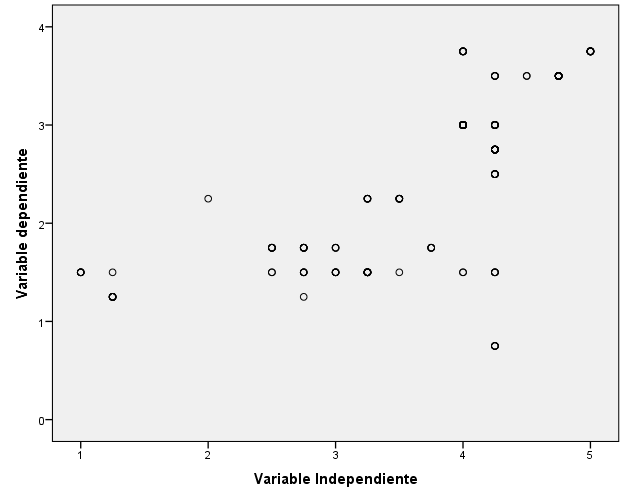 4
3
2
1
0
1 2 3 4 5
Variable dependiente
Variable Independiente